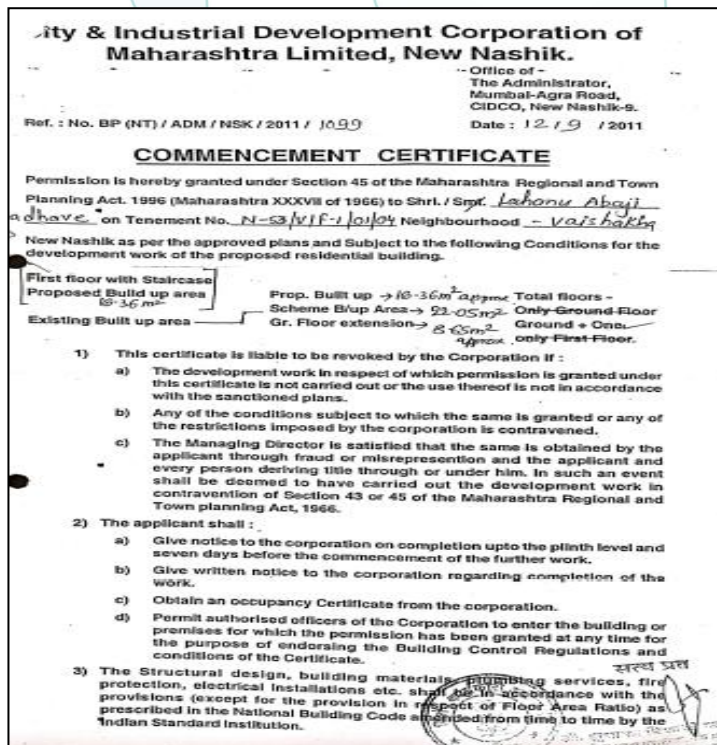 ity & Industrial Development Corporation of
Maharashtra Limited, New Nashik.
- Office of -
The Administrator,
Mumbai-Agra Road,
CIDCO, New Nashik-9.
Ref. : No. BP (NT) / ADM / NSK / 2011 / 1099 Date : 12/9 / 2011
COMMENCEMENT CERTIFICATE
Permission is hereby granted under Section 45 of the Maharashtra Regional and Town
Planning Act. 1996 (Maharashtra XXXVII of 1966) to Shri. / Smt. Lahonu Abaji
adhave on Tenement No. N-53/VIF-1/01/04 Neighbourhood - Vaishakha
New Nashik as per the approved plans and Subject to the following Conditions for the
development work of the proposed residential building.
First floor with Staircase
Proposed Build up area Prop. Built up → 18.36m² approx Total floors -
18.36 m² Scheme B/up Area → 22.05m² Only Ground Floor
Existing Built up area Gr. Floor extension → 8.65m² Ground + One
approx only First Floor.
1) This certificate is liable to be revoked by the Corporation if :
a) The development work in respect of which permission is granted under
this certificate is not carried out or the use thereof is not in accordance
with the sanctioned plans.
b) Any of the conditions subject to which the same is granted or any of
the restrictions imposed by the corporation is contravened.
c) The Managing Director is satisfied that the same is obtained by the
applicant through fraud or misrepresention and the applicant and
every person deriving title through or under him. In such an event
shall be deemed to have carried out the development work in
contravention of Section 43 or 45 of the Maharashtra Regional and
Town planning Act, 1966.
2) The applicant shall :
a) Give notice to the corporation on completion upto the plinth level and
seven days before the commencement of the further work.
b) Give written notice to the corporation regarding completion of the
work.
c) Obtain an occupancy Certificate from the corporation.
d) Permit authorised officers of the Corporation to enter the building or
premises for which the permission has been granted at any time for
the purpose of endorsing the Building Control Regulations and
conditions of the Certificate.
सत्य प्रत
3) The Structural design, building materials, plumbing services, fire
protection, electrical installations etc. shall be in accordance with the
provisions (except for the provision in respect of Floor Area Ratio) as
prescribed in the National Building Code amended from time to time by the
Indian Standard Institution.